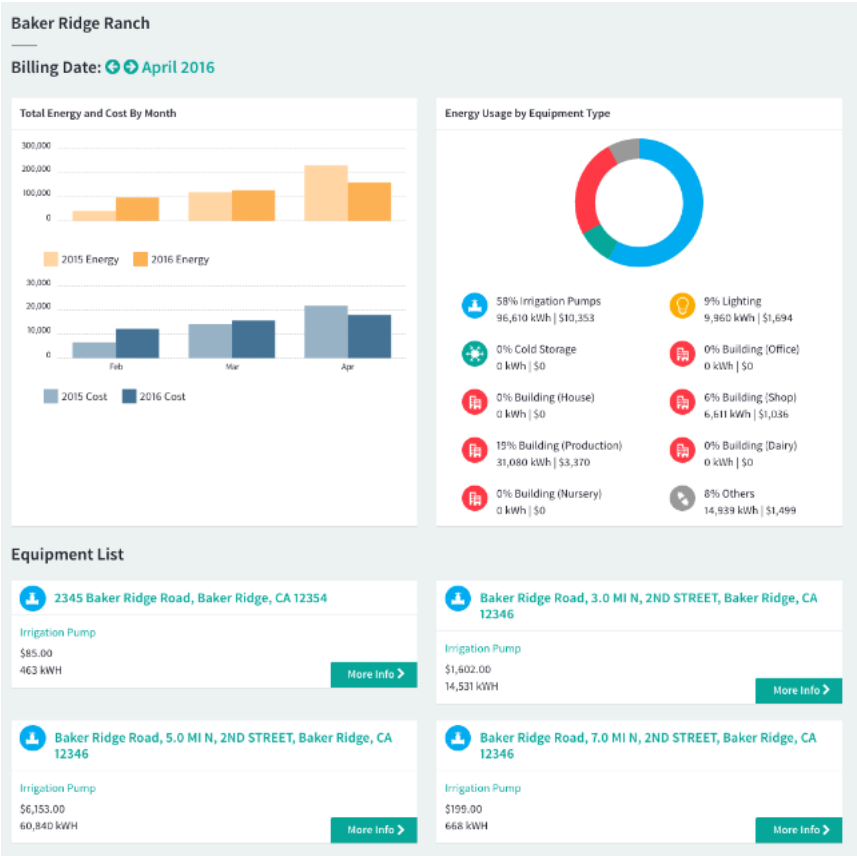 Baker Ridge Ranch
Billing Date: April 2016
Total Energy and Cost By Month
300,000
200,000
100,000
0
2015 Energy 2016 Energy
30,000
20,000
10,000
0
Feb Mar Apr
2015 Cost 2016 Cost
Energy Usage by Equipment Type
58% Irrigation Pumps
96,610 kWh | $10,353
9% Lighting
9,960 kWh | $1,694
0% Cold Storage
0 kWh | $0
0% Building (Office)
0 kWh | $0
0% Building (House)
0 kWh | $0
6% Building (Shop)
6,611 kWh | $1,036
19% Building (Production)
31,080 kWh | $3,370
0% Building (Dairy)
0 kWh | $0
0% Building (Nursery)
0 kWh | $0
8% Others
14,939 kWh | $1,499
Equipment List
2345 Baker Ridge Road, Baker Ridge, CA 12354
Irrigation Pump
$85.00
463 kWH
More Info
Baker Ridge Road, 3.0 MI N, 2ND STREET, Baker Ridge, CA
12346
Irrigation Pump
$1,602.00
14,531 kWH
More Info
Baker Ridge Road, 5.0 MI N, 2ND STREET, Baker Ridge, CA
12346
Irrigation Pump
$6,153.00
60,840 kWH
More Info
Baker Ridge Road, 7.0 MI N, 2ND STREET, Baker Ridge, CA
12346
Irrigation Pump
$199.00
668 kWH
More Info